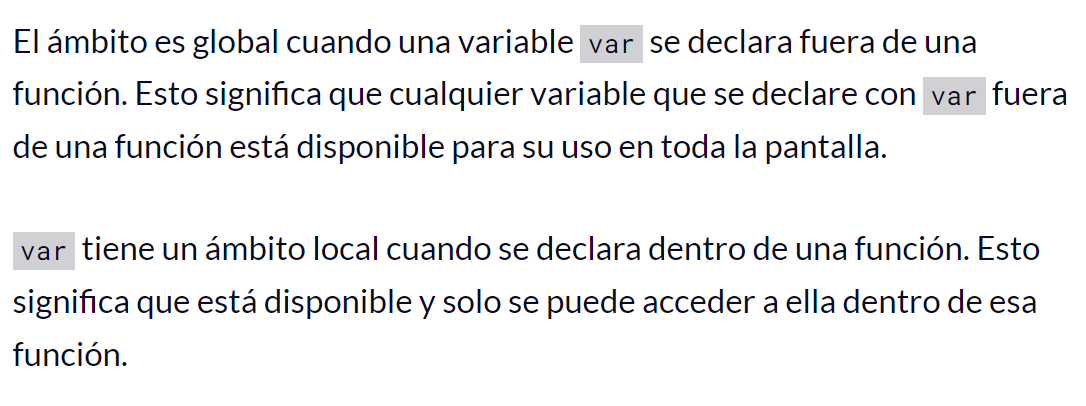 El ámbito es global cuando una variable var se declara fuera de una
función. Esto significa que cualquier variable que se declare con var fuera
de una función está disponible para su uso en toda la pantalla.
var tiene un ámbito local cuando se declara dentro de una función. Esto
significa que está disponible y solo se puede acceder a ella dentro de esa
función.